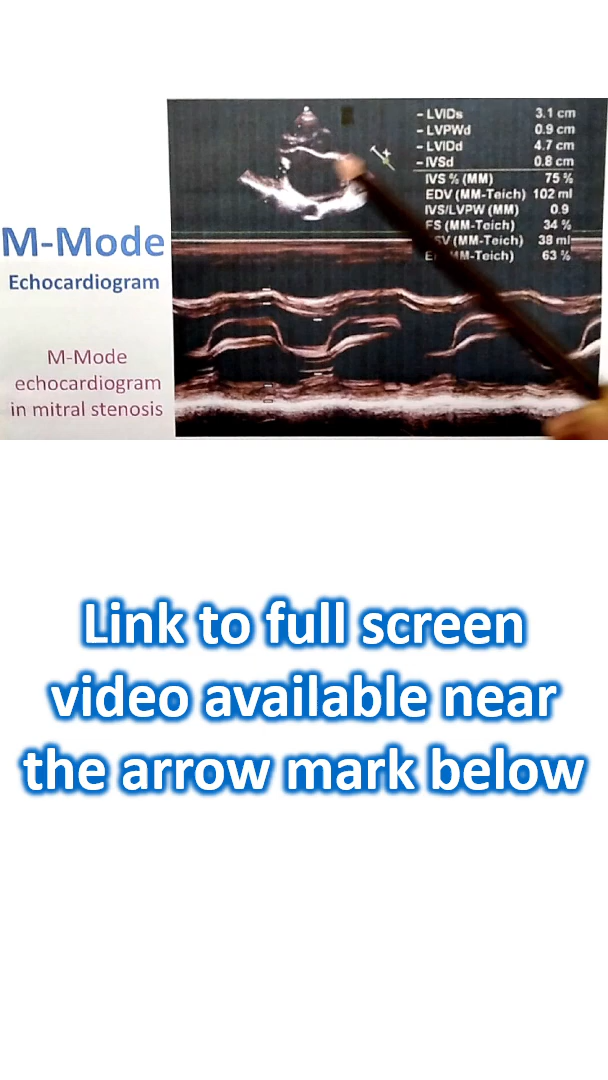 M-Mode
Echocardiogram
M-Mode
echocardiogram
in mitral stenosis
- LVIDs 3.1 cm
- LVPWd 0.9 cm
- LVIDd 4.7 cm
- IVSd 0.8 cm
IVS % (MM) 75 %
EDV (MM-Teich) 102 ml
IVS/LVPW (MM) 0.9
FS (MM-Teich) 34 %
SV (MM-Teich) 38 ml
MM-Teich) 63 %
Link to full screen
video available near
the arrow mark below